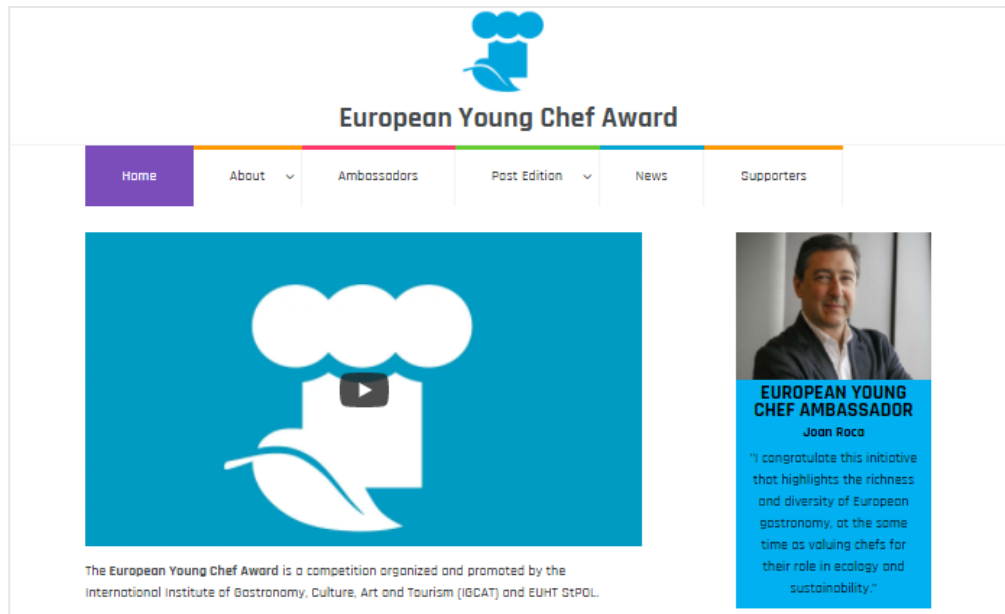 European Young Chef Award
Home About Ambassadors Past Edition News Supporters
EUROPEAN YOUNG
CHEF AMBASSADOR
Joan Roca
"I congratulate this initiative
that highlights the richness
and diversity of European
gastronomy, at the same
time as valuing chefs for
their role in ecology and
sustainability."
The European Young Chef Award is a competition organized and promoted by the
International Institute of Gastronomy, Culture, Art and Tourism (IGCAT) and EUHT StPOL.